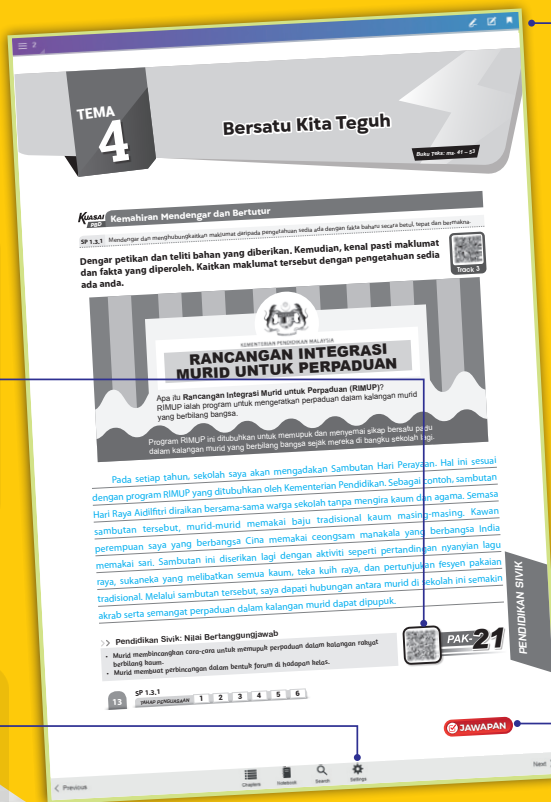 2
TEMA
4
Bersatu Kita Teguh
Buku Teks: ms. 41 – 53
KUASAI PBD
Kemahiran Mendengar dan Bertutur
SP 1.3.1 Mendengar dan menghubungkaitkan maklumat daripada pengetahuan sedia ada dengan fakta baharu secara betul, tepat dan bermakna.
Dengar petikan dan teliti bahan yang diberikan. Kemudian, kenal pasti maklumat
dan fakta yang diperoleh. Kaitkan maklumat tersebut dengan pengetahuan sedia
ada anda.
Track 3
KEMENTERIAN PENDIDIKAN MALAYSIA
RANCANGAN INTEGRASI
MURID UNTUK PERPADUAN
Apa itu Rancangan Integrasi Murid untuk Perpaduan (RIMUP)?
RIMUP ialah program untuk mengeratkan perpaduan dalam kalangan murid
yang berbilang bangsa.
Program RIMUP ini ditubuhkan untuk memupuk dan menyemai sikap bersatu padu
dalam kalangan murid yang berbilang bangsa sejak mereka di bangku sekolah lagi.
Pada setiap tahun, sekolah saya akan mengadakan Sambutan Hari Perayaan. Hal ini sesuai
dengan program RIMUP yang ditubuhkan oleh Kementerian Pendidikan. Sebagai contoh, sambutan
Hari Raya Aidilfitri diraikan bersama-sama warga sekolah tanpa mengira kaum dan agama. Semasa
sambutan tersebut, murid-murid memakai baju tradisional kaum masing-masing. Kawan
perempuan saya yang berbangsa Cina memakai ceongsam manakala yang berbangsa India
memakai sari. Sambutan ini diserikan lagi dengan aktiviti seperti pertandingan nyanyian lagu
raya, sukaneka yang melibatkan semua kaum, teka kuih raya, dan pertunjukan fesyen pakaian
tradisional. Melalui sambutan tersebut, saya dapati hubungan antara murid di sekolah ini semakin
akrab serta semangat perpaduan dalam kalangan murid dapat dipupuk.
>> Pendidikan Sivik: Nilai Bertanggungjawab
• Murid membincangkan cara-cara untuk memupuk perpaduan dalam kalangan rakyat
berbilang kaum.
• Murid membuat perbincangan dalam bentuk forum di hadapan kelas.
PAK-21
PENDIDIKAN SIVIK
13
SP 1.3.1
TAHAP PENGUASAAN 1 2 3 4 5 6
JAWAPAN
Previous
Chapters
Notebook
Search
Settings
Next